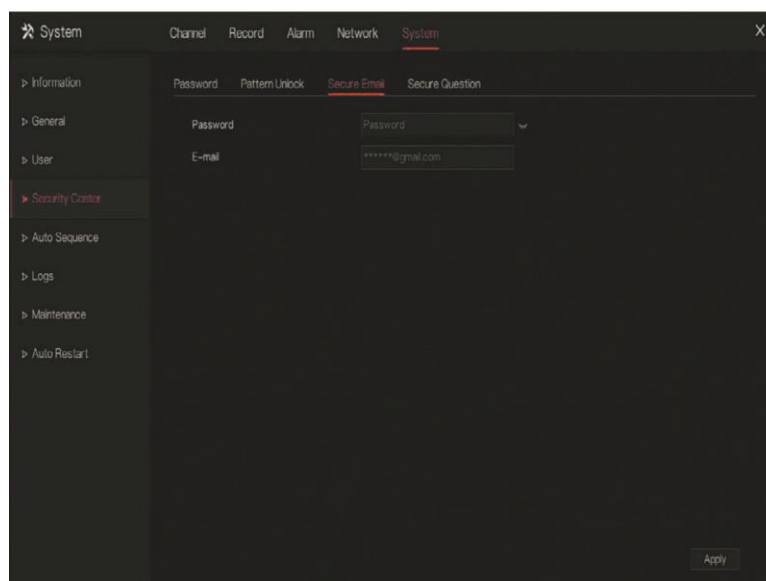 System
Channel Record Alarm Network System X
Information
General
User
Security Center
Auto Sequence
Logs
Maintenance
Auto Restart
Password Pattern Unlock Secure Email Secure Question
Password Password
E-mail ******@gmail.com
Apply